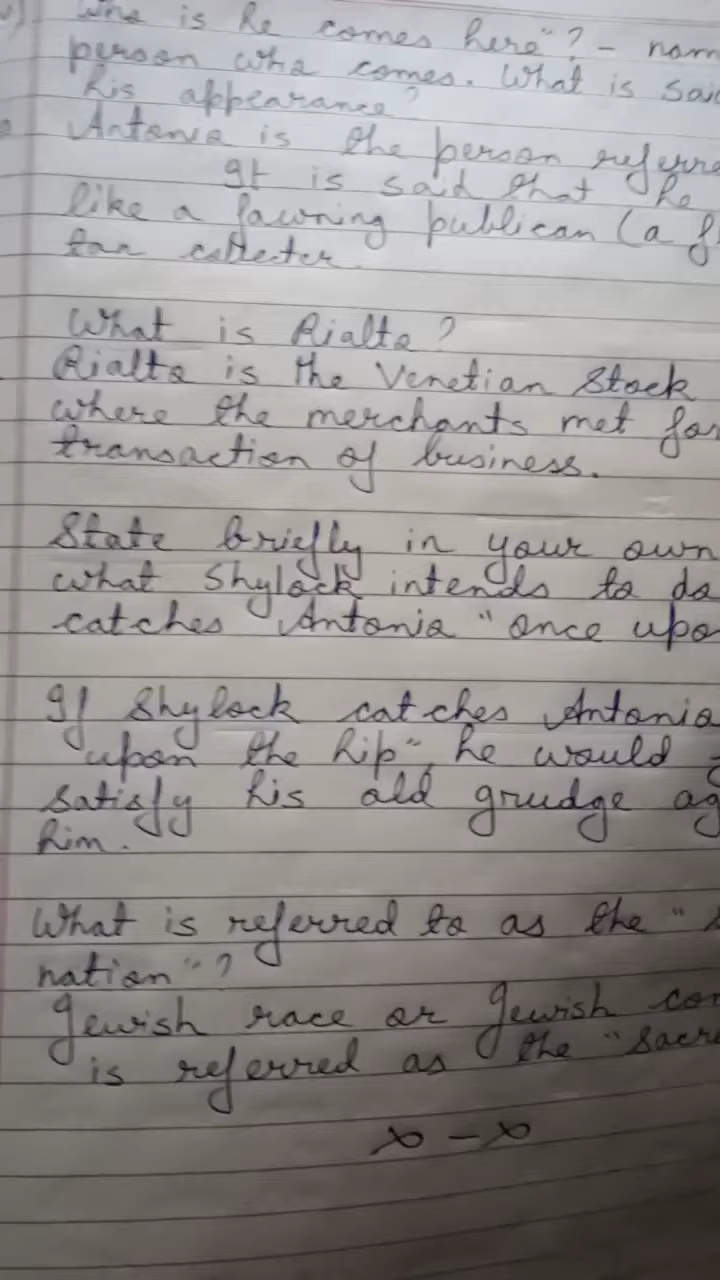 Who is he comes here"? - nam
person who comes. What is said
his appearance?
Antonio is the person referre
It is said that he
like a fawning publican (a f
tax collector.
What is Rialto?
Rialto is the Venetian Stock
where the merchants met for
transaction of business.
State briefly in your own
what Shylock intends to do
catches Antonio "once upo
If Shylock catches Antonio
upon the hip", he would
satisfy his old grudge ag
him.
What is referred to as the "
nation"?
Jewish race or Jewish co
is referred as the "sacre
x - x